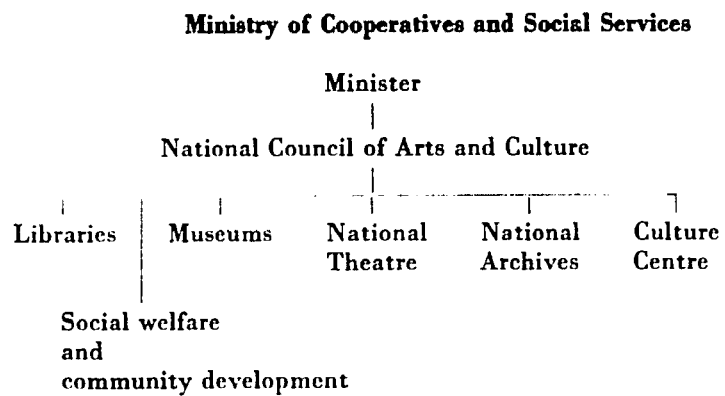 Ministry of Cooperatives and Social Services
Minister
National Council of Arts and Culture
Libraries
Museums
National
Theatre
National
Archives
Culture
Centre
Social welfare
and
community development